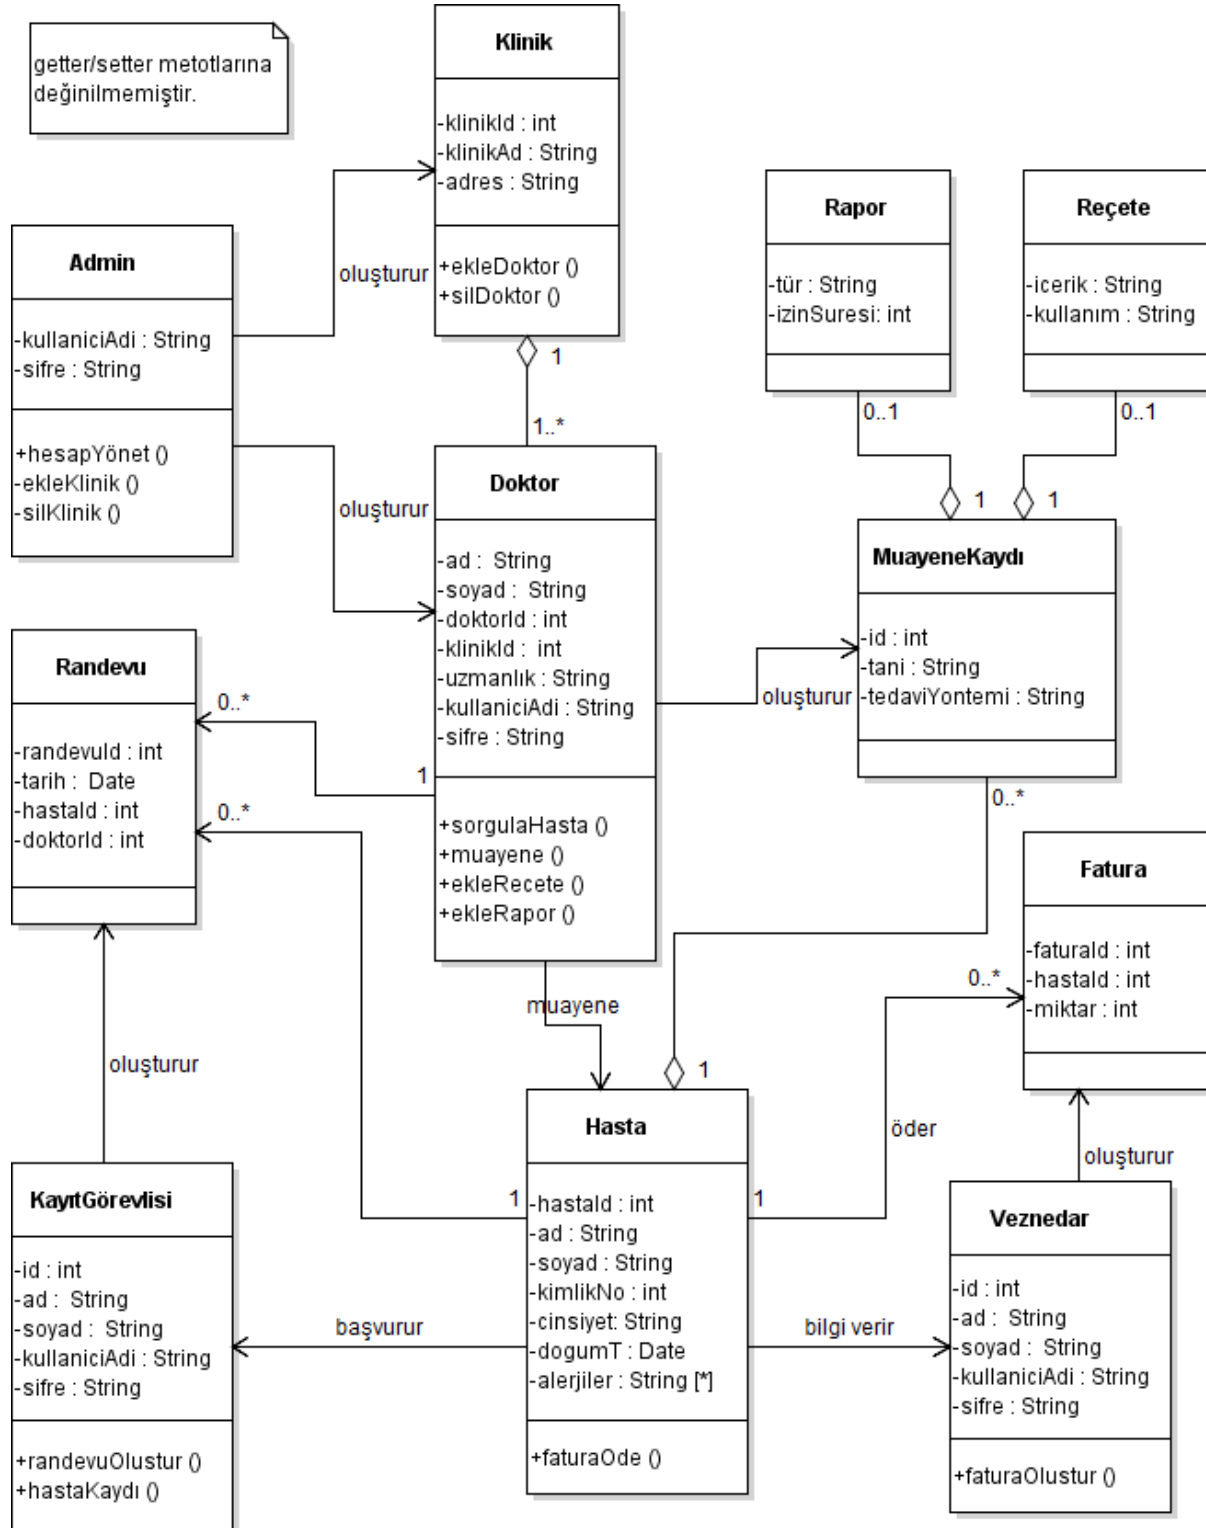 getter/setter metotlarına
değinilmemiştir.
Klinik
-klinikId : int
-klinikAd : String
-adres : String
+ekleDoktor ()
+silDoktor ()
Rapor
-tür : String
-izinSuresi: int
Reçete
-icerik : String
-kullanım : String
Admin
-kullaniciAdi : String
-sifre : String
+hesapYönet ()
-ekleKlinik ()
-silKlinik ()
oluşturur
1
1..*
0..1
0..1
oluşturur
1
1
Doktor
-ad : String
-soyad : String
-doktorId : int
-klinikId : int
-uzmanlık : String
-kullaniciAdi : String
-sifre : String
+sorgulaHasta ()
+muayene ()
+ekleRecete ()
+ekleRapor ()
MuayeneKaydı
-id : int
-tani : String
-tedaviYontemi : String
oluşturur
Randevu
-randevuId : int
-tarih : Date
-hastaId : int
-doktorId : int
0..*
1
0..*
0..*
Fatura
-faturaId : int
-hastaId : int
-miktar : int
0..*
muayene
oluşturur
1
öder
oluşturur
Hasta
-hastaId : int
-ad : String
-soyad : String
-kimlikNo : int
-cinsiyet: String
-dogumT : Date
-alerjiler : String [*]
+faturaOde ()
1
1
KayıtGörevlisi
-id : int
-ad : String
-soyad : String
-kullaniciAdi : String
-sifre : String
+randevuOlustur ()
+hastaKaydı ()
başvurur
bilgi verir
Veznedar
-id : int
-ad : String
-soyad : String
-kullaniciAdi : String
-sifre : String
+faturaOlustur ()